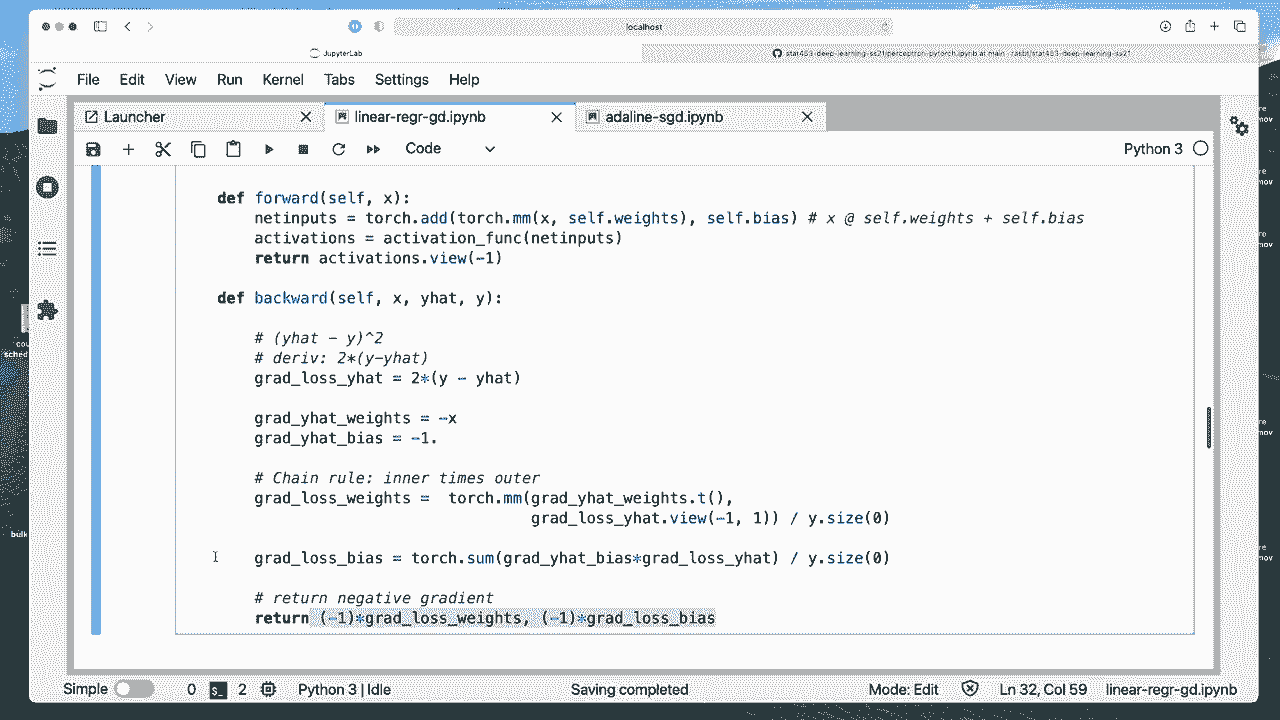 localhost
JupyterLab
stat453-deep-learning-ss21/perceptron-pytorch.ipynb at main · rasbt/stat453-deep-learning-ss21
File Edit View Run Kernel Tabs Settings Help
Launcher
linear-regr-gd.ipynb
adaline-sgd.ipynb
Code
Python 3
def forward(self, x):
netinputs = torch.add(torch.mm(x, self.weights), self.bias) # x @ self.weights + self.bias
activations = activation_func(netinputs)
return activations.view(-1)
def backward(self, x, yhat, y):
# (yhat - y)^2
# deriv: 2*(y-yhat)
grad_loss_yhat = 2*(y - yhat)
grad_yhat_weights = -x
grad_yhat_bias = -1.
# Chain rule: inner times outer
grad_loss_weights =  torch.mm(grad_yhat_weights.t(),
grad_loss_yhat.view(-1, 1)) / y.size(0)
grad_loss_bias = torch.sum(grad_yhat_bias*grad_loss_yhat) / y.size(0)
# return negative gradient
return (-1)*grad_loss_weights, (-1)*grad_loss_bias
Simple
0
2
Python 3 | Idle
Saving completed
Mode: Edit
Ln 32, Col 59
linear-regr-gd.ipynb